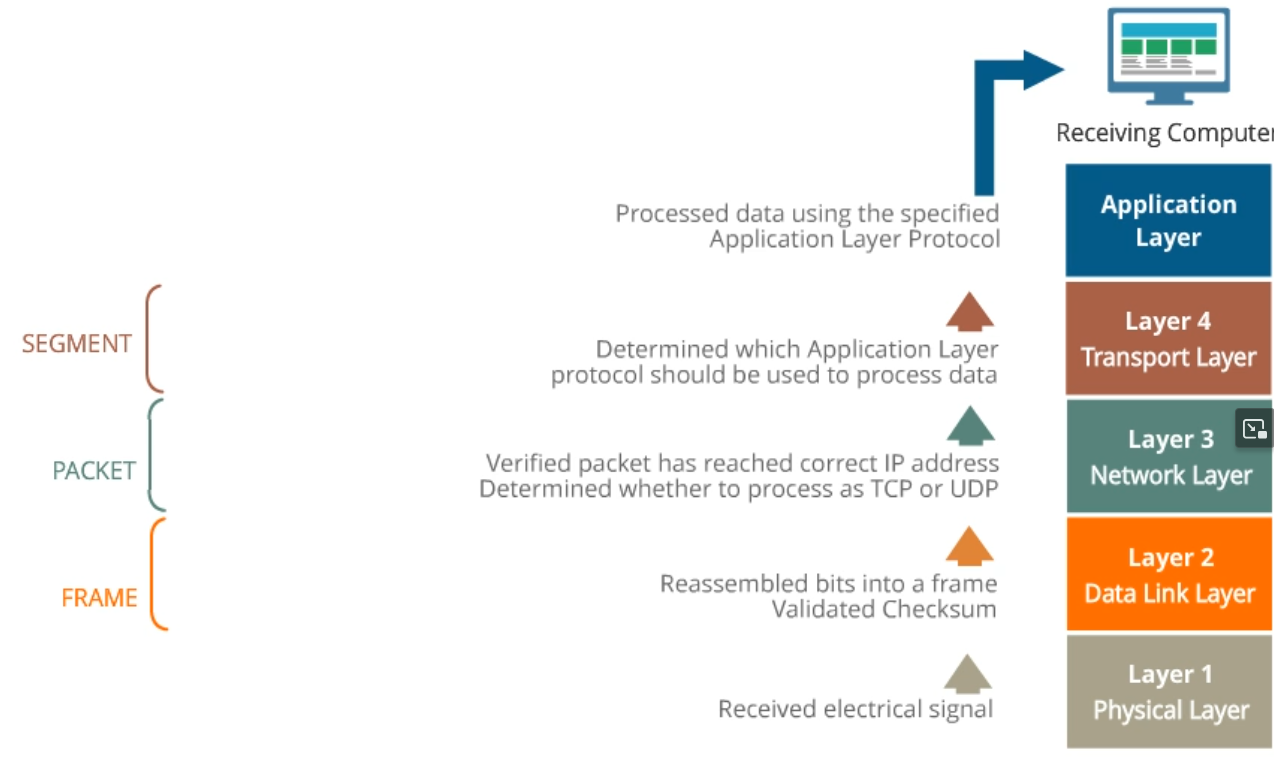 Receiving Computer
Processed data using the specified
Application Layer Protocol
Application
Layer
SEGMENT
Determined which Application Layer
protocol should be used to process data
Layer 4
Transport Layer
PACKET
Verified packet has reached correct IP address
Determined whether to process as TCP or UDP
Layer 3
Network Layer
FRAME
Reassembled bits into a frame
Validated Checksum
Layer 2
Data Link Layer
Received electrical signal
Layer 1
Physical Layer